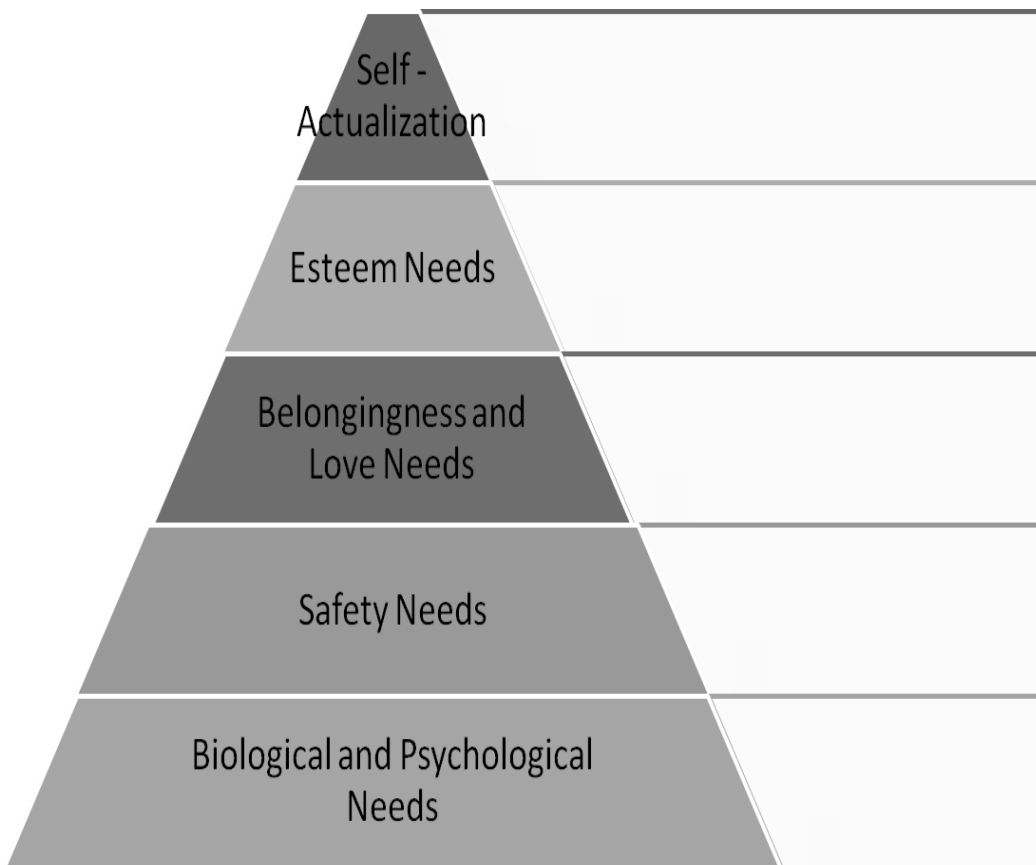 Self -
Actualization
Esteem Needs
Belongingness and
Love Needs
Safety Needs
Biological and Psychological
Needs